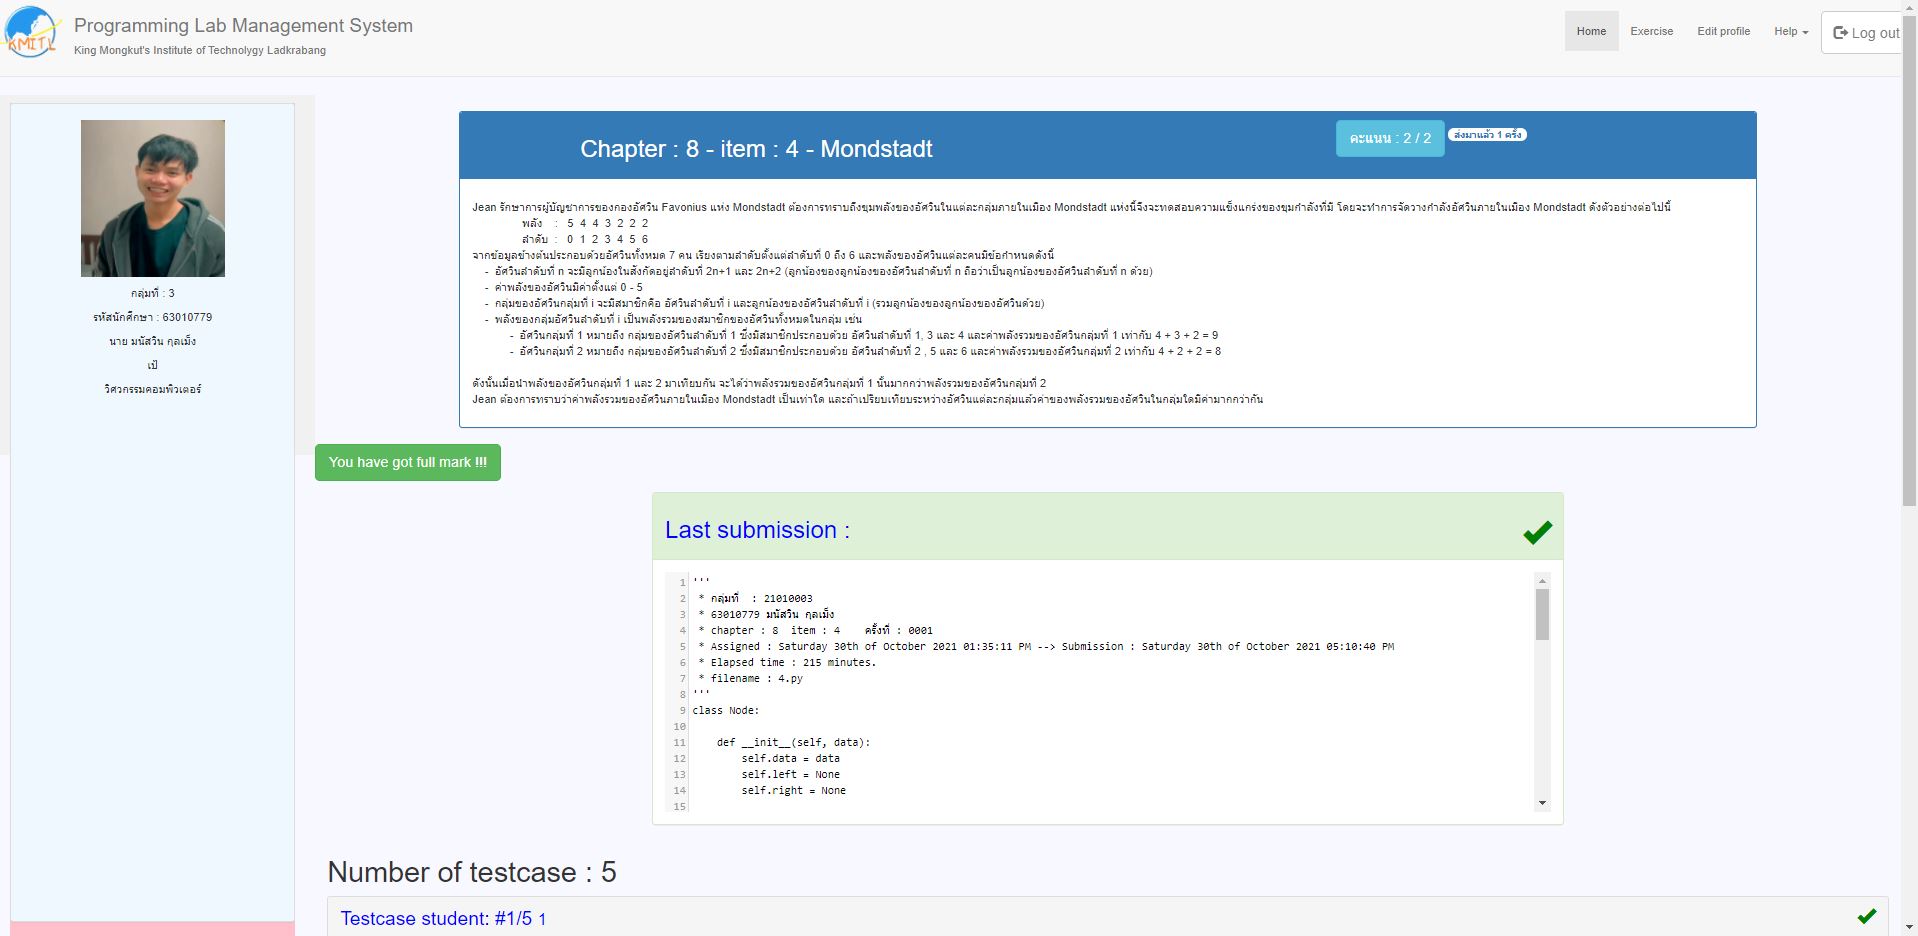 KMITL
Programming Lab Management System
King Mongkut's Institute of Technolygy Ladkrabang
Home
Exercise
Edit profile
Help
Log out
กลุ่มที่ : 3
รหัสนักศึกษา : 63010779
นาย มนัสวิน กุลเม็ง
เป้
วิศวกรรมคอมพิวเตอร์
Chapter : 8 - item : 4 - Mondstadt
คะแนน : 2 / 2
ส่งมาแล้ว 1 ครั้ง
Jean รักษาการผู้บัญชาการของกองอัศวิน Favonius แห่ง Mondstadt ต้องการทราบถึงขุมพลังของอัศวินในแต่ละกลุ่มภายในเมือง Mondstadt แห่งนี้จึงจะทดสอบความแข็งแกร่งของขุมกำลังที่มี โดยจะทำการจัดวางกำลังอัศวินภายในเมือง Mondstadt ดังตัวอย่างต่อไปนี้
พลัง : 5 4 4 3 2 2 2
ลำดับ : 0 1 2 3 4 5 6
จากข้อมูลข้างต้นประกอบด้วยอัศวินทั้งหมด 7 คน เรียงตามลำดับตั้งแต่ลำดับที่ 0 ถึง 6 และพลังของอัศวินแต่ละคนมีข้อกำหนดดังนี้
- อัศวินลำดับที่ n จะมีลูกน้องในสังกัดอยู่ลำดับที่ 2n+1 และ 2n+2 (ลูกน้องของลูกน้องของอัศวินลำดับที่ n ถือว่าเป็นลูกน้องของอัศวินลำดับที่ n ด้วย)
- ค่าพลังของอัศวินมีค่าตั้งแต่ 0 - 5
- กลุ่มของอัศวินกลุ่มที่ i จะมีสมาชิกคือ อัศวินลำดับที่ i และลูกน้องของอัศวินลำดับที่ i (รวมลูกน้องของลูกน้องของอัศวินด้วย)
- พลังของกลุ่มอัศวินลำดับที่ i เป็นพลังรวมของสมาชิกของอัศวินทั้งหมดในกลุ่ม เช่น
- อัศวินกลุ่มที่ 1 หมายถึง กลุ่มของอัศวินลำดับที่ 1 ซึ่งมีสมาชิกประกอบด้วย อัศวินลำดับที่ 1, 3 และ 4 และค่าพลังรวมของอัศวินกลุ่มที่ 1 เท่ากับ 4 + 3 + 2 = 9
- อัศวินกลุ่มที่ 2 หมายถึง กลุ่มของอัศวินลำดับที่ 2 ซึ่งมีสมาชิกประกอบด้วย อัศวินลำดับที่ 2 , 5 และ 6 และค่าพลังรวมของอัศวินกลุ่มที่ 2 เท่ากับ 4 + 2 + 2 = 8
ดังนั้นเมื่อนำพลังของอัศวินกลุ่มที่ 1 และ 2 มาเทียบกัน จะได้ว่าพลังรวมของอัศวินกลุ่มที่ 1 นั้นมากกว่าพลังรวมของอัศวินกลุ่มที่ 2
Jean ต้องการทราบว่าค่าพลังรวมของอัศวินภายในเมือง Mondstadt เป็นเท่าใด และถ้าเปรียบเทียบระหว่างอัศวินแต่ละกลุ่มแล้วค่าของพลังรวมของอัศวินในกลุ่มใดมีค่ามากกว่ากัน
You have got full mark !!!
Last submission :
1 '''
2 * กลุ่มที่ : 21010003
3 * 63010779 มนัสวิน กุลเม็ง
4 * chapter : 8 item : 4 ครั้งที่ : 0001
5 * Assigned : Saturday 30th of October 2021 01:35:11 PM --> Submission : Saturday 30th of October 2021 05:10:40 PM
6 * Elapsed time : 215 minutes.
7 * filename : 4.py
8 '''
9 class Node:
10
11 def __init__(self, data):
12 self.data = data
13 self.left = None
14 self.right = None
15
Number of testcase : 5
Testcase student: #1/5 1